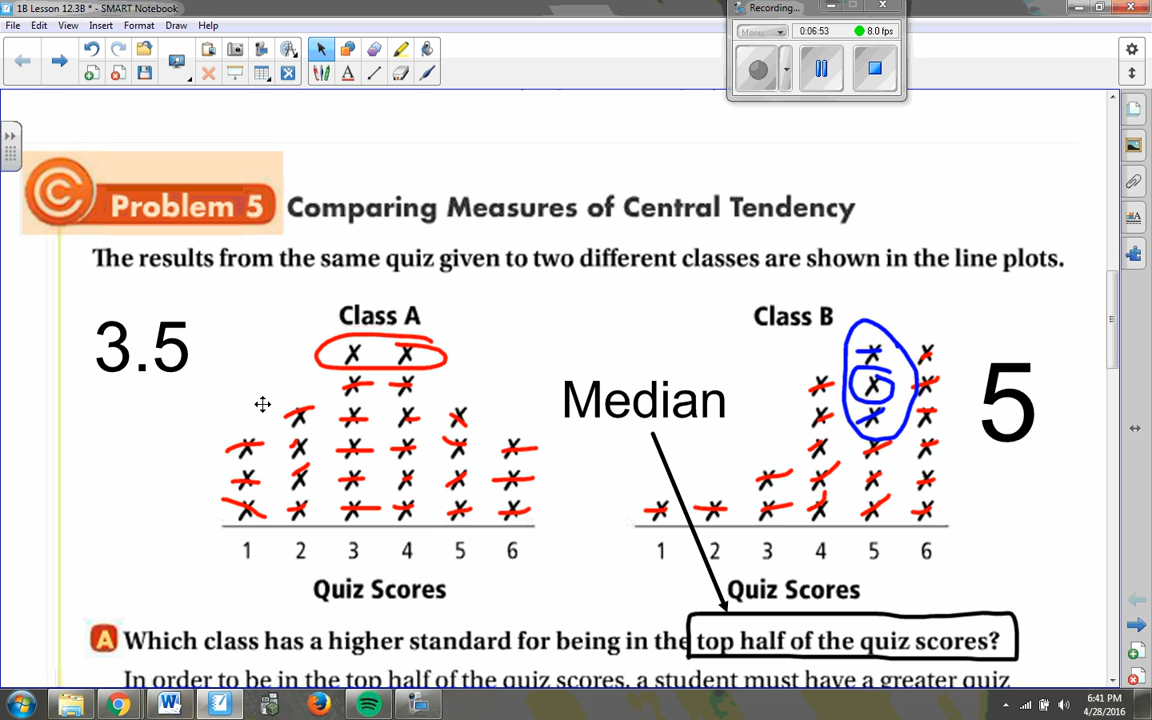 1B Lesson 12.3B * - SMART Notebook
Recording...
File Edit View Insert Format Draw Help
Menu
0:06:53
8.0 fps
Problem 5
Comparing Measures of Central Tendency
The results from the same quiz given to two different classes are shown in the line plots.
Class A
Class B
3.5
Median
5
1 2 3 4 5 6
1 2 3 4 5 6
Quiz Scores
Quiz Scores
A Which class has a higher standard for being in the top half of the quiz scores?
In order to be in the top half of the quiz scores, a student must have a greater quiz
6:41 PM
4/28/2016